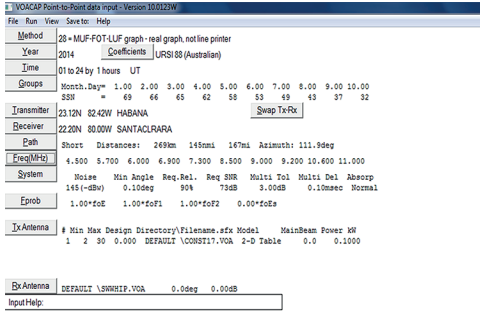 VOACAP Point-to-Point data input - Version 10.0123W
File Run View Save to: Help
Method 28 = MUF-FOT-LUF graph - real graph, not line printer
Year 2014 Coefficients URSI 88 (Australian)
Time 01 to 24 by 1 hours UT
Groups Month.Day= 1.00 2.00 3.00 4.00 5.00 6.00 7.00 8.00 9.00 10.00
SSN = 69 66 65 62 58 53 49 43 37 32
Transmitter 23.12N 82.42W HABANA Swap Tx-Rx
Receiver 22.20N 80.00W SANTACLRARA
Path Short Distances: 269km 145nmi 167mi Azimuth: 111.9deg
Freq(MHz) 4.500 5.700 6.000 6.900 7.300 8.500 9.000 9.200 10.600 11.000
System Noise Min Angle Req.Rel. Req SNR Multi Tol Multi Del Absorp
145(-dBw) 0.10deg 90% 73dB 3.00dB 0.10msec Normal
Fprob 1.00*foE 1.00*foF1 1.00*foF2 0.00*foEs
Tx Antenna # Min Max Design Directory\Filename.sfx Model MainBeam Power kW
1 2 30 0.000 DEFAULT \CONST17.VOA 2-D Table 0.0 0.1000
Rx Antenna DEFAULT \SWWHIP.VOA 0.0deg 0.00dB
Input Help: